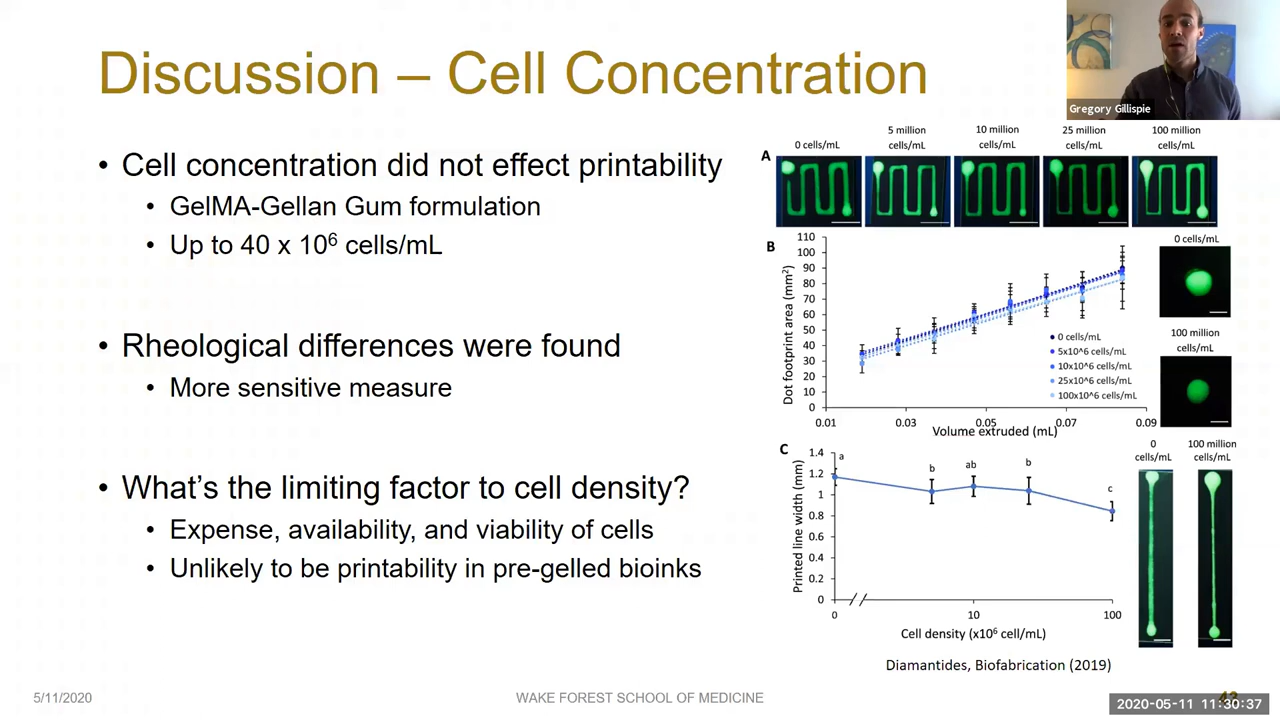 Discussion – Cell Concentration
Gregory Gillispie
• Cell concentration did not effect printability
• GelMA-Gellan Gum formulation
• Up to 40 x 10⁶ cells/mL
• Rheological differences were found
• More sensitive measure
• What's the limiting factor to cell density?
• Expense, availability, and viability of cells
• Unlikely to be printability in pre-gelled bioinks
A
0 cells/mL
5 million
cells/mL
10 million
cells/mL
25 million
cells/mL
100 million
cells/mL
B
Dot footprint area (mm²)
110
100
90
80
70
60
50
40
30
20
10
0
0.01
0.03
0.05
0.07
0.09
Volume extruded (mL)
0 cells/mL
5x10^6 cells/mL
10x10^6 cells/mL
25x10^6 cells/mL
100x10^6 cells/mL
0 cells/mL
100 million
cells/mL
C
Printed line width (mm)
1.4
1.2
1
0.8
0.6
0.4
0.2
0
a
b
ab
b
c
0
10
100
Cell density (x10⁶ cell/mL)
0
cells/mL
100 million
cells/mL
Diamantides, Biofabrication (2019)
5/11/2020
WAKE FOREST SCHOOL OF MEDICINE
2020-05-11 11:30:37